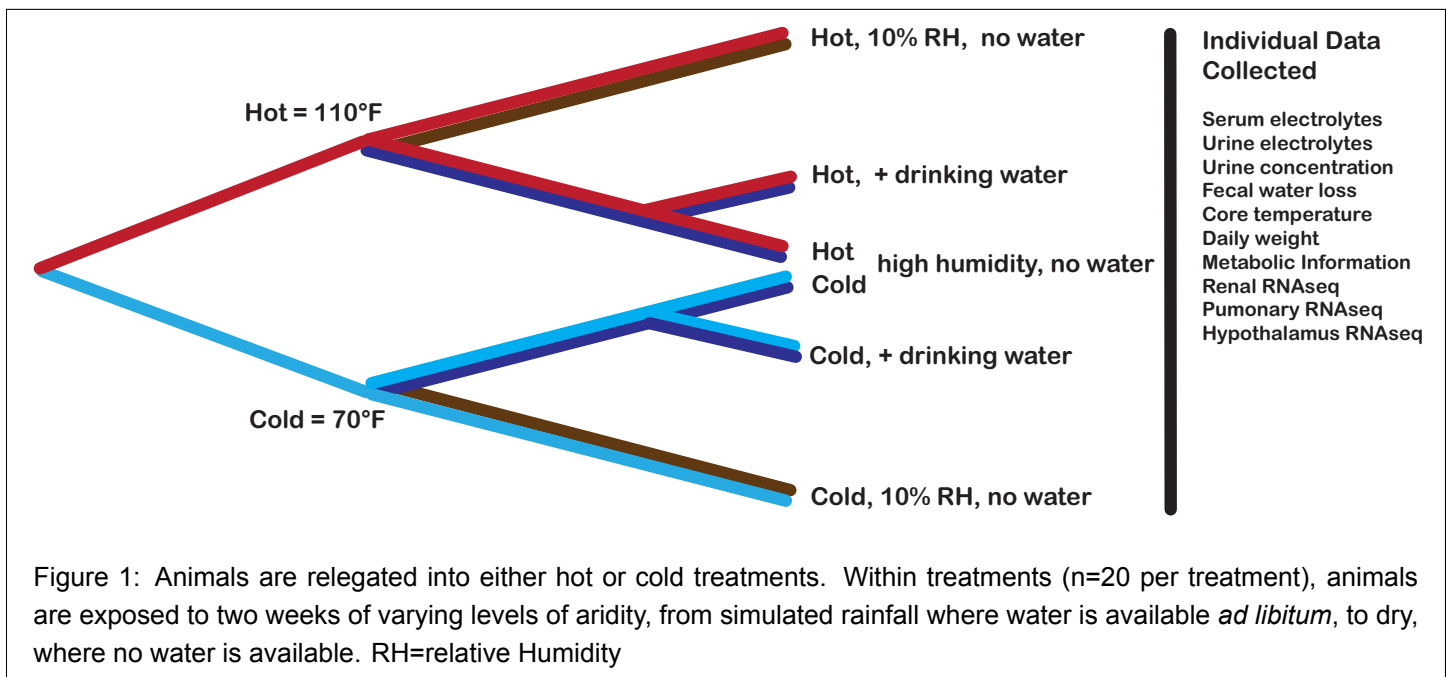 Hot, 10% RH, no water
Hot = 110°F
Hot, + drinking water
Hot
Cold
high humidity, no water
Cold, + drinking water
Cold = 70°F
Cold, 10% RH, no water
Individual Data
Collected
Serum electrolytes
Urine electrolytes
Urine concentration
Fecal water loss
Core temperature
Daily weight
Metabolic Information
Renal RNAseq
Pumonary RNAseq
Hypothalamus RNAseq
Figure 1: Animals are relegated into either hot or cold treatments. Within treatments (n=20 per treatment), animals
are exposed to two weeks of varying levels of aridity, from simulated rainfall where water is available ad libitum, to dry,
where no water is available. RH=relative Humidity